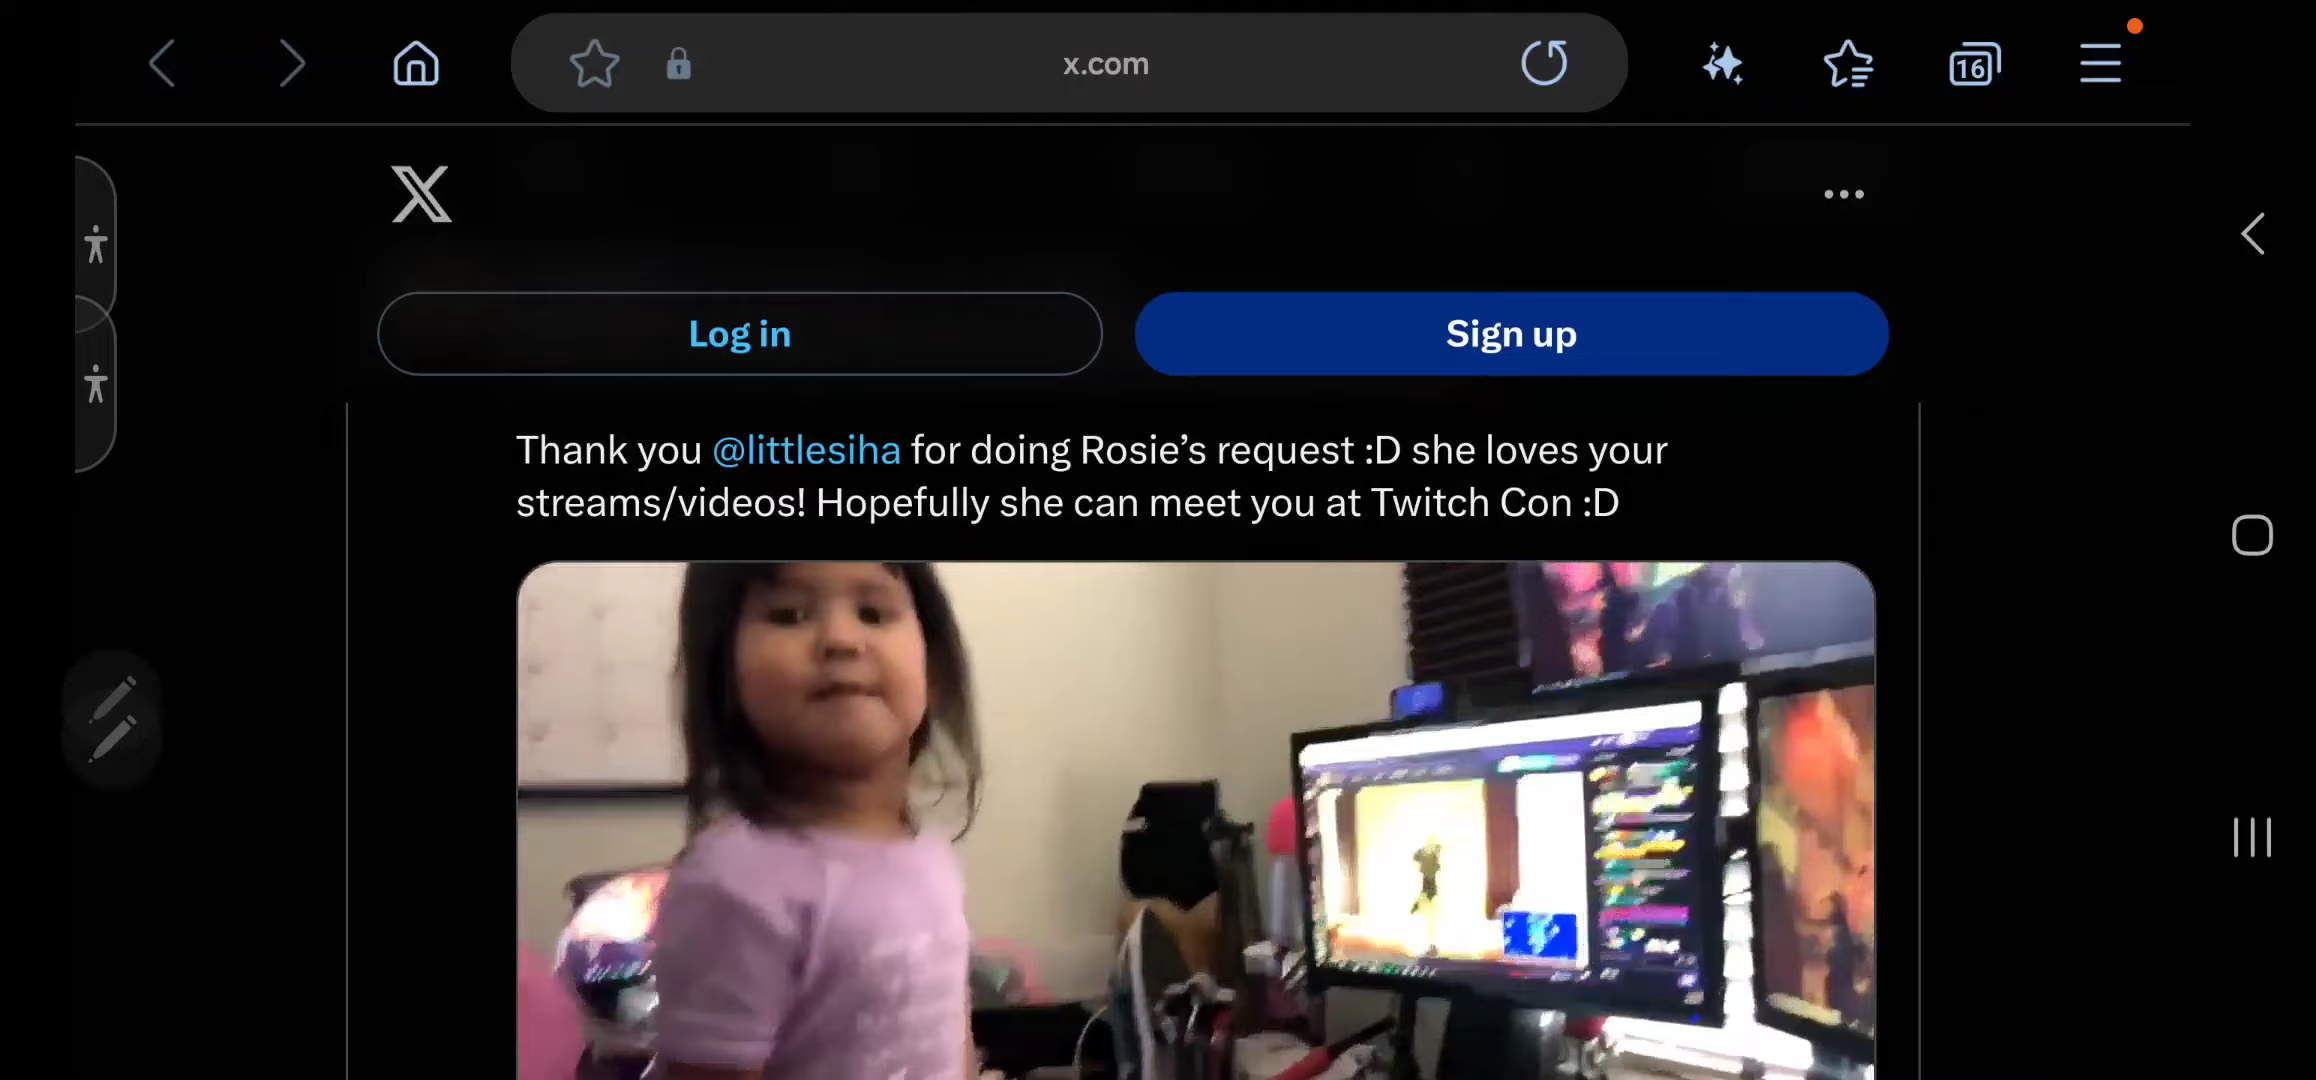 x.com
16
Log in
Sign up
Thank you @littlesiha for doing Rosie’s request :D she loves your
streams/videos! Hopefully she can meet you at Twitch Con :D